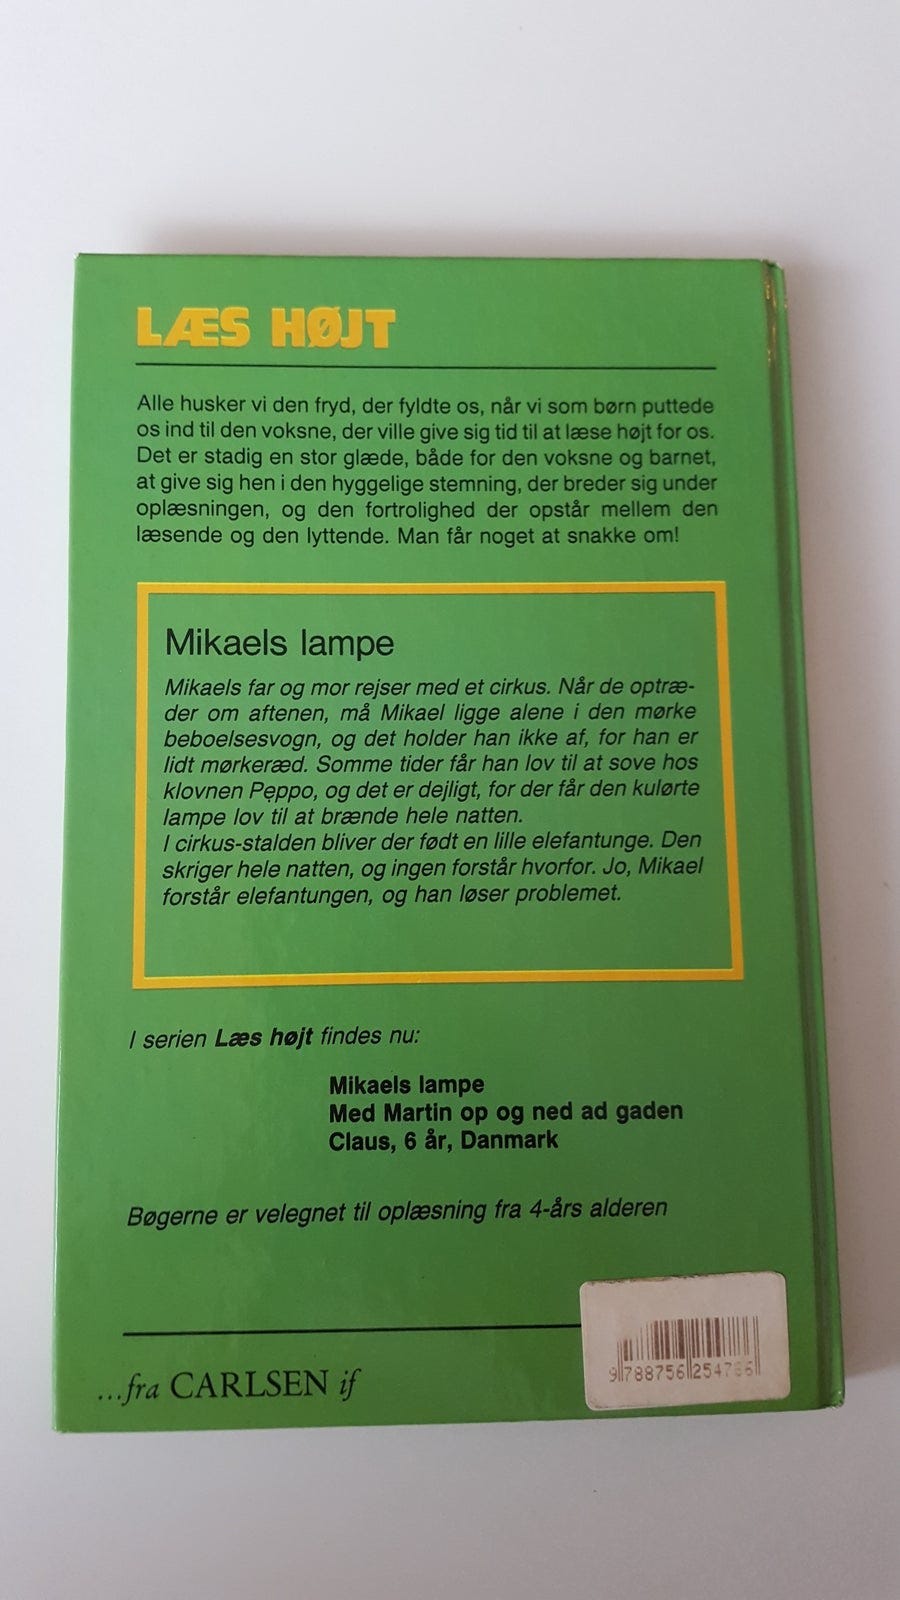 LÆS HØJT
Alle husker vi den fryd, der fyldte os, når vi som børn puttede
os ind til den voksne, der ville give sig tid til at læse højt for os.
Det er stadig en stor glæde, både for den voksne og barnet,
at give sig hen i den hyggelige stemning, der breder sig under
oplæsningen, og den fortrolighed der opstår mellem den
læsende og den lyttende. Man får noget at snakke om!
Mikaels lampe
Mikaels far og mor rejser med et cirkus. Når de optræ-
der om aftenen, må Mikael ligge alene i den mørke
beboelsesvogn, og det holder han ikke af, for han er
lidt mørkeræd. Somme tider får han lov til at sove hos
klovnen Peppo, og det er dejligt, for der får den kulørte
lampe lov til at brænde hele natten.
I cirkus-stalden bliver der født en lille elefantunge. Den
skriger hele natten, og ingen forstår hvorfor. Jo, Mikael
forstår elefantungen, og han løser problemet.
I serien Læs højt findes nu:
Mikaels lampe
Med Martin op og ned ad gaden
Claus, 6 år, Danmark
Bøgerne er velegnet til oplæsning fra 4-års alderen
...fra CARLSEN if
9 788756 254766